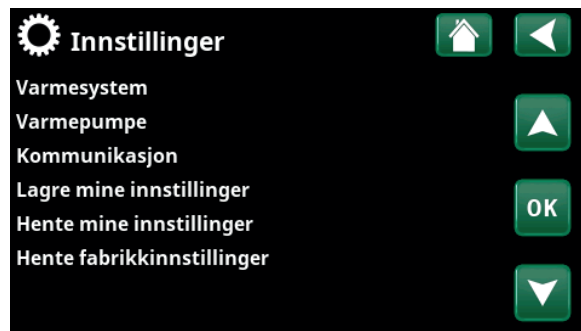 Innstillinger
Varmesystem
Varmepumpe
Kommunikasjon
Lagre mine innstillinger
Hente mine innstillinger
Hente fabrikkinnstillinger
OK